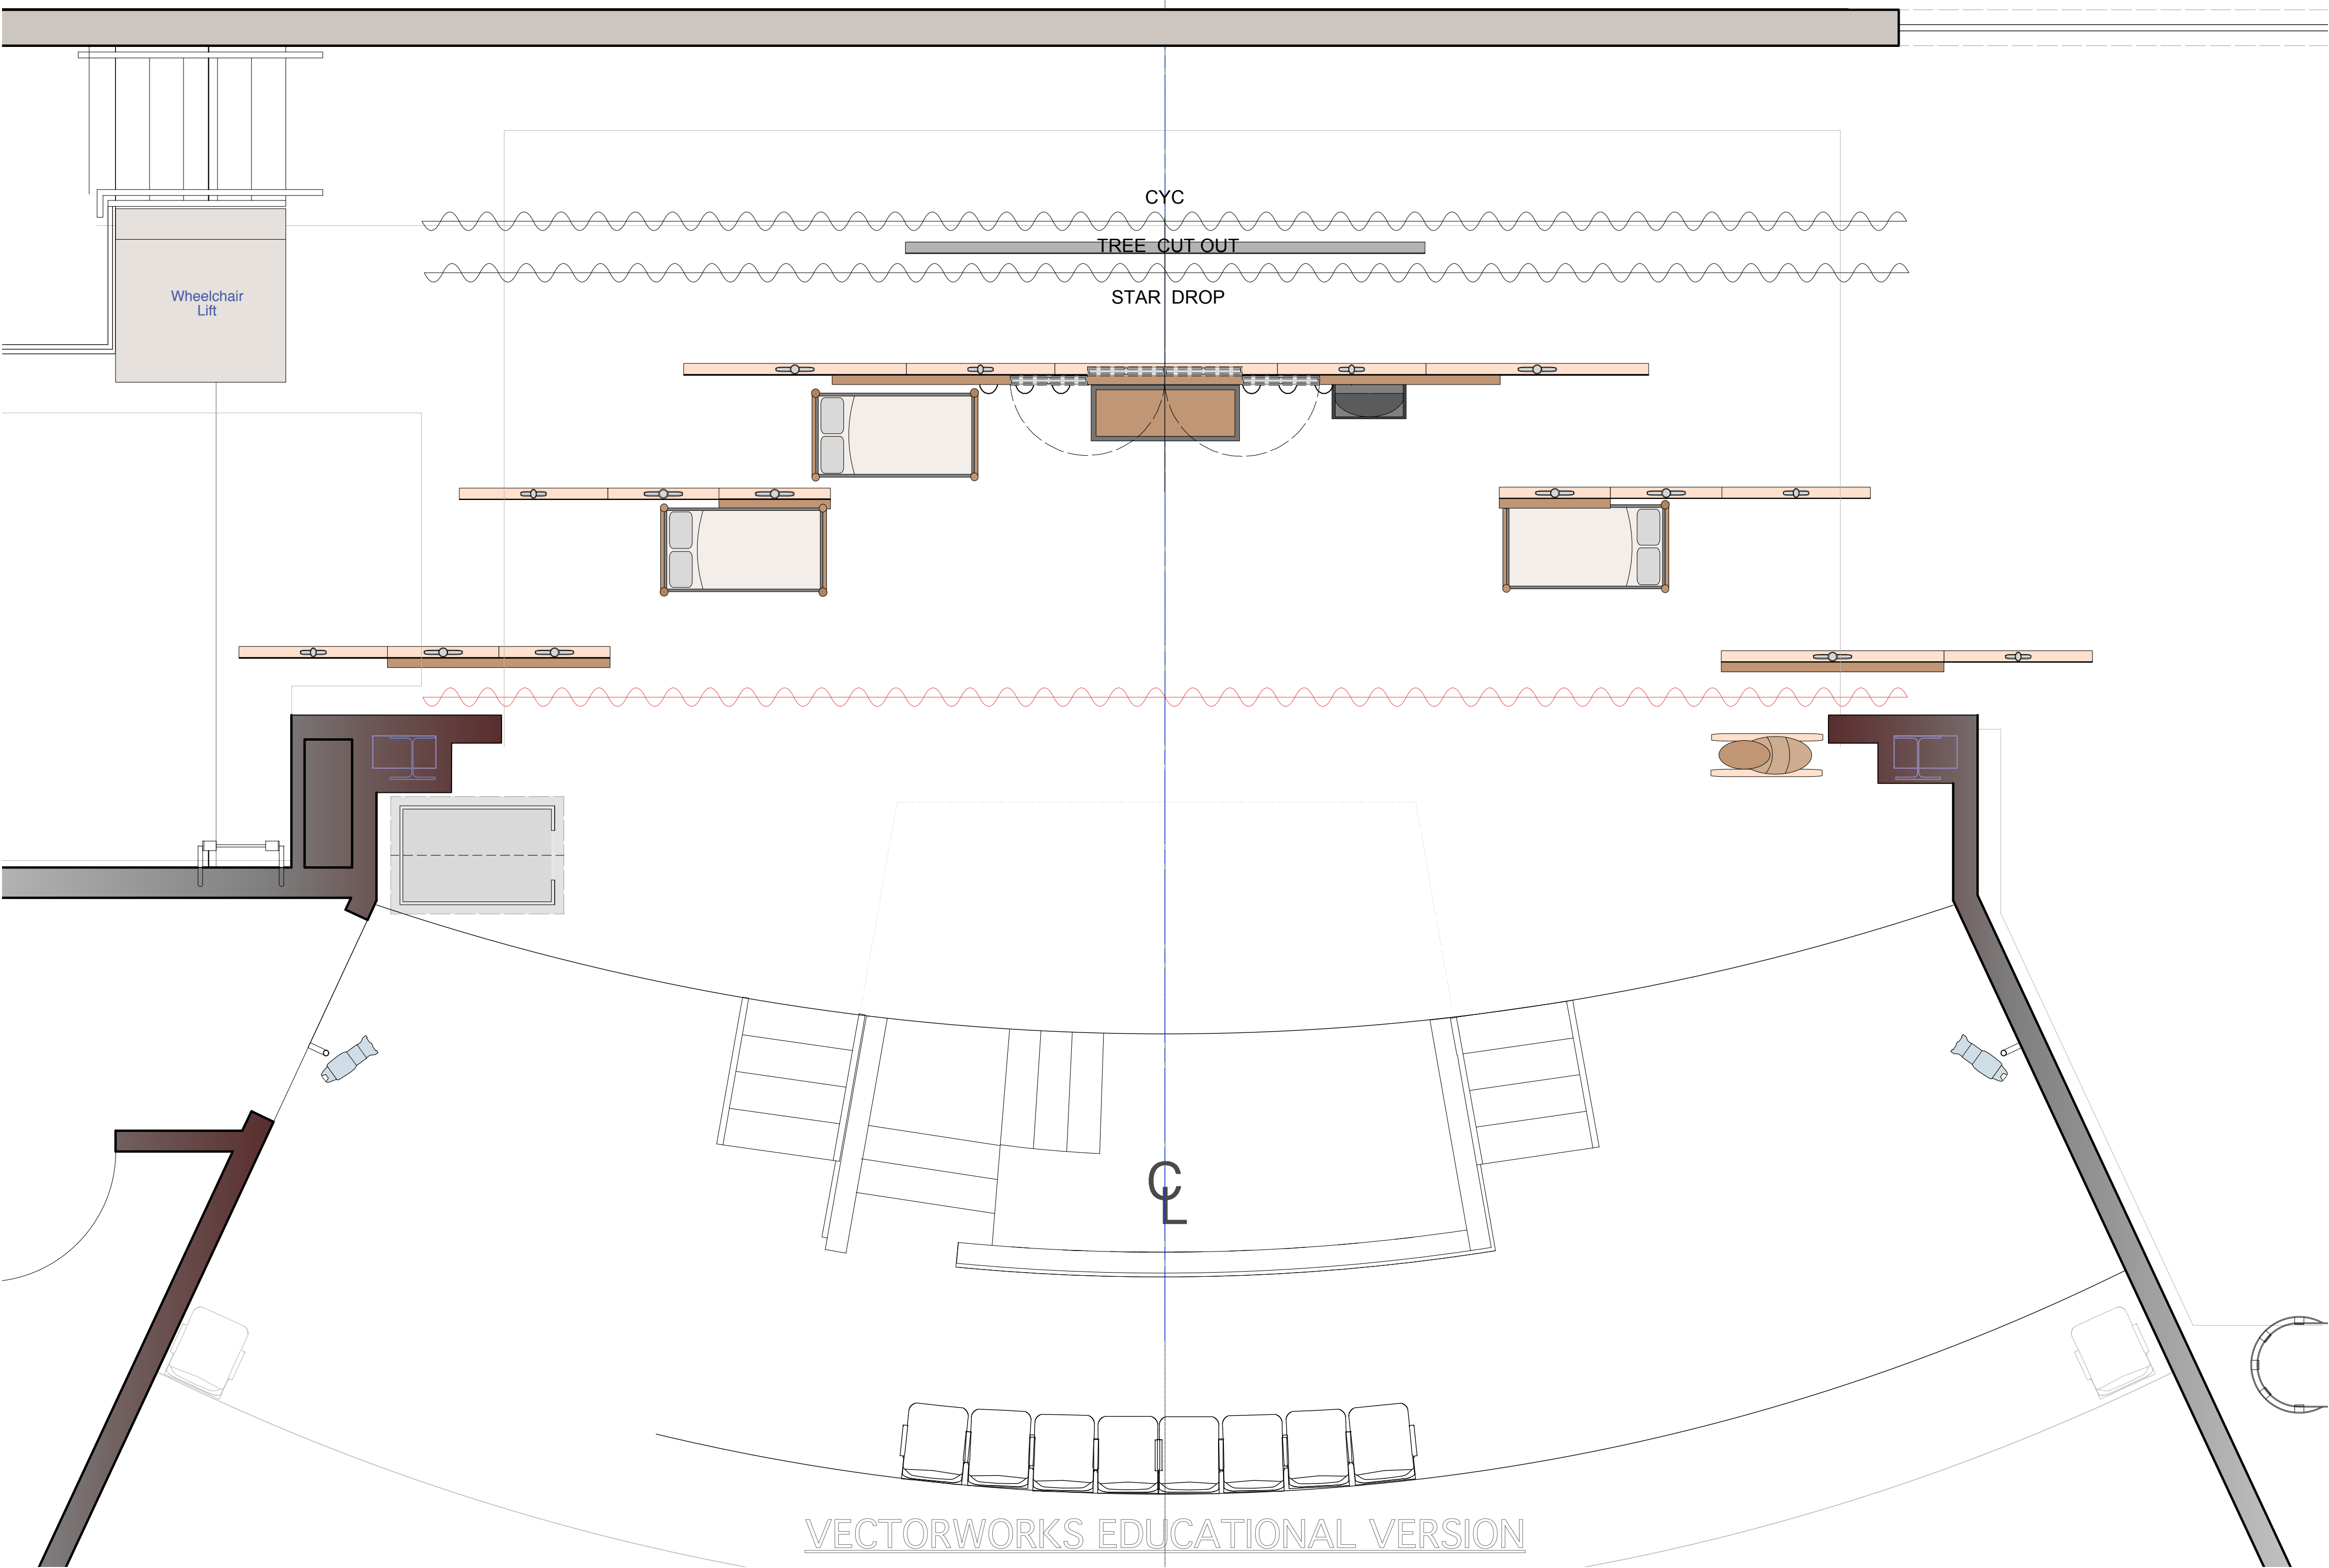 CYC
TREE CUT OUT
STAR DROP
Wheelchair
Lift
CL
VECTORWORKS EDUCATIONAL VERSION